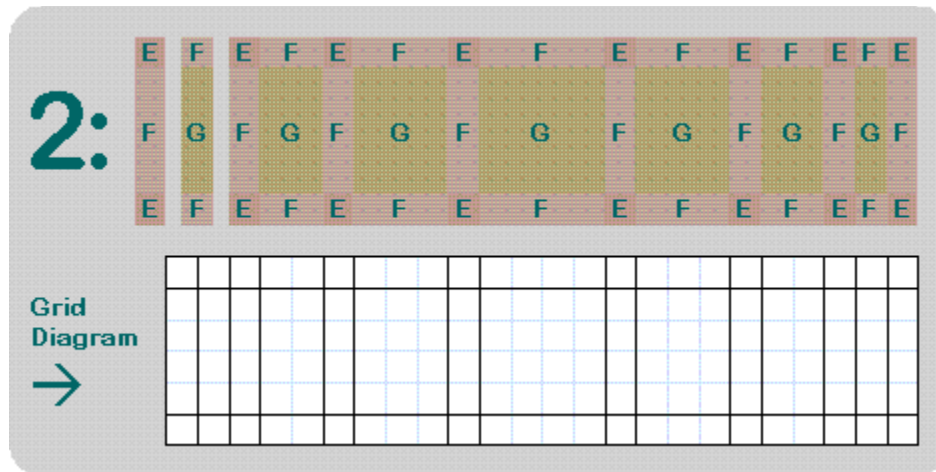 E F E F E F E F E F E F E F E
2:
F G F G F G F G F G F G F G F
E F E F E F E F E F E F E F E
Grid
Diagram
→